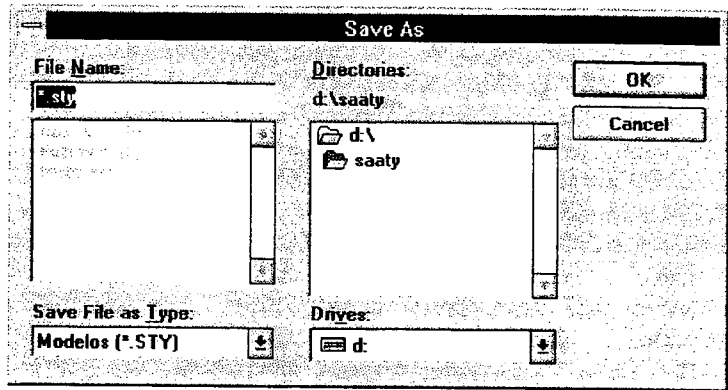 Save As
File Name:
*.sty
Directories:
d:\saaty
OK
Cancel
d:\
saaty
Save File as Type:
Modelos (*.STY)
Drives:
d: